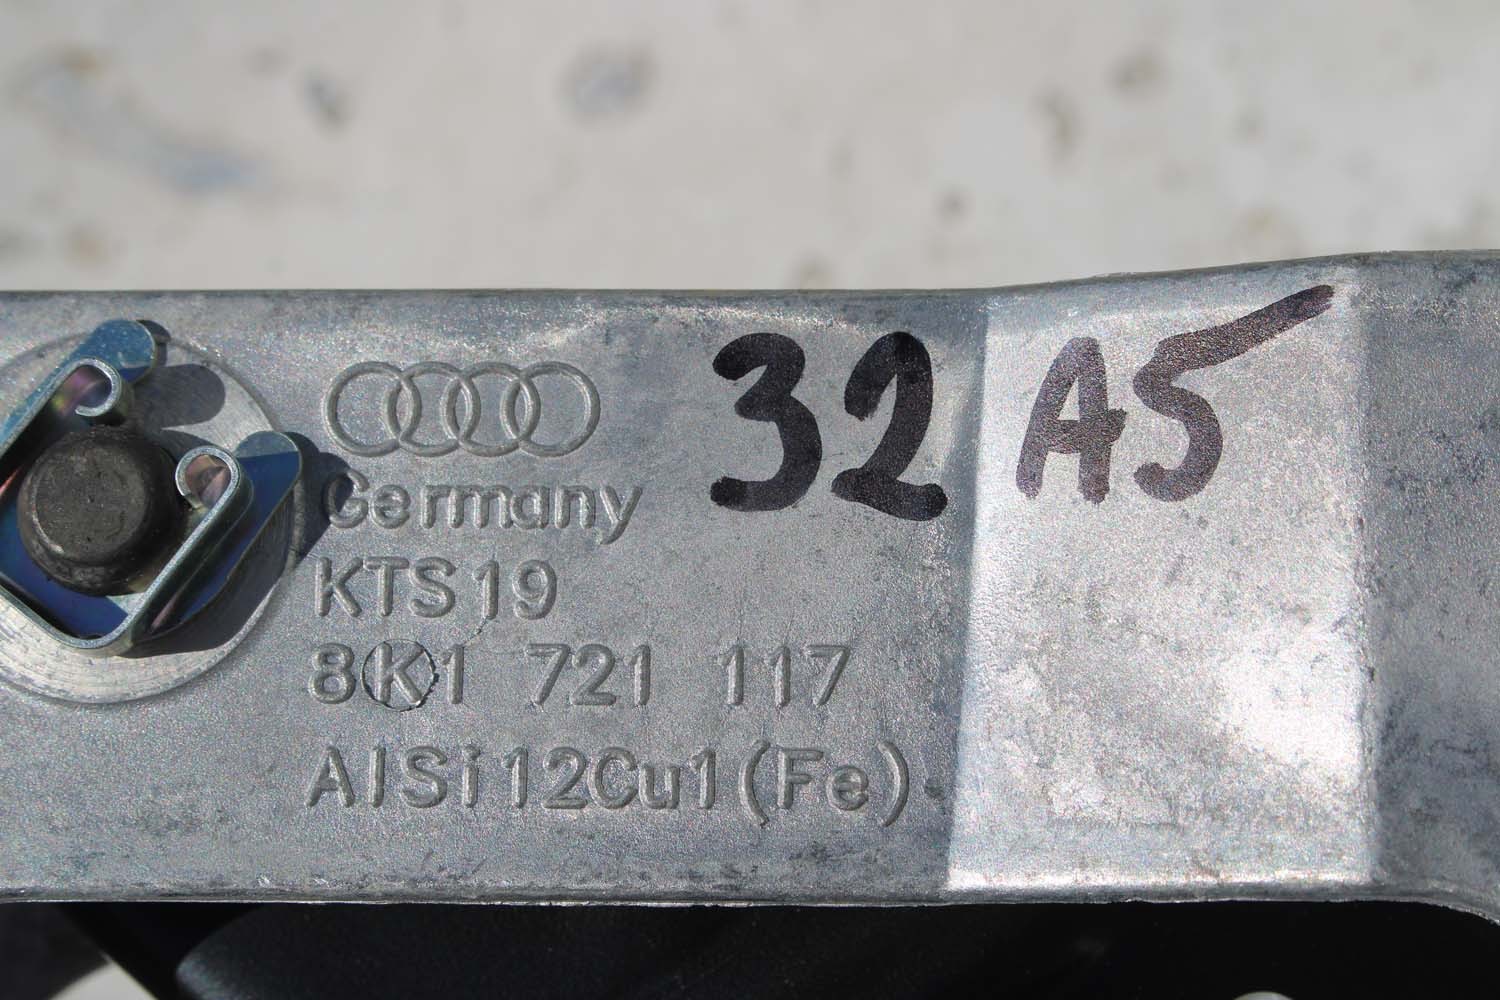 32 A5
Germany
KTS19
8K1 721 117
AlSi12Cu1(Fe)